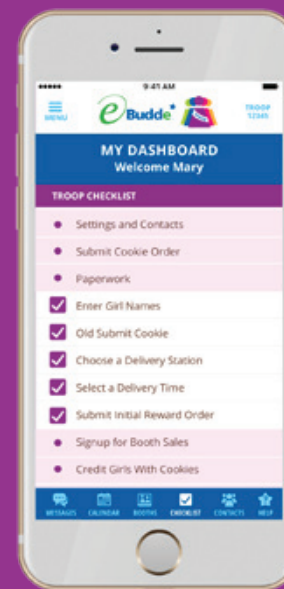 9:41 AM
MENU
eBudde
TROOP
12345
MY DASHBOARD
Welcome Mary
TROOP CHECKLIST
Settings and Contacts
Submit Cookie Order
Paperwork
Enter Girl Names
Old Submit Cookie
Choose a Delivery Station
Select a Delivery Time
Submit Initial Reward Order
Signup for Booth Sales
Credit Girls With Cookies
MESSAGES CALENDAR BOOTHS CHECKLIST CONTACTS HELP